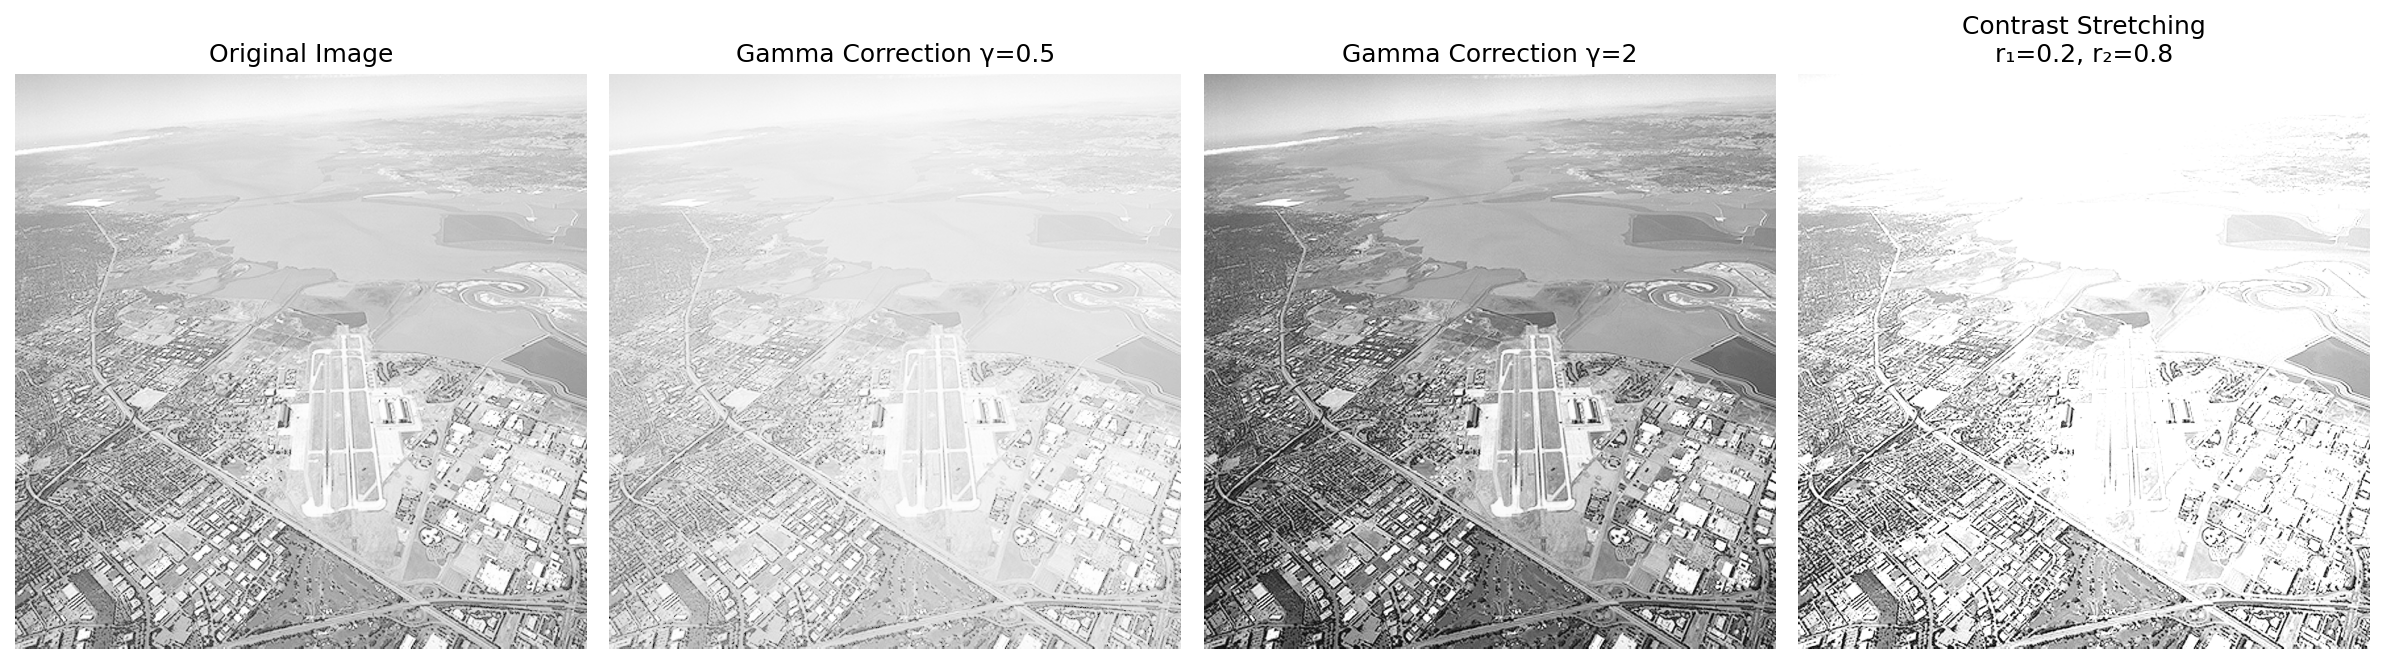 Original Image
Gamma Correction γ=0.5
Gamma Correction γ=2
Contrast Stretching
r₁=0.2, r₂=0.8